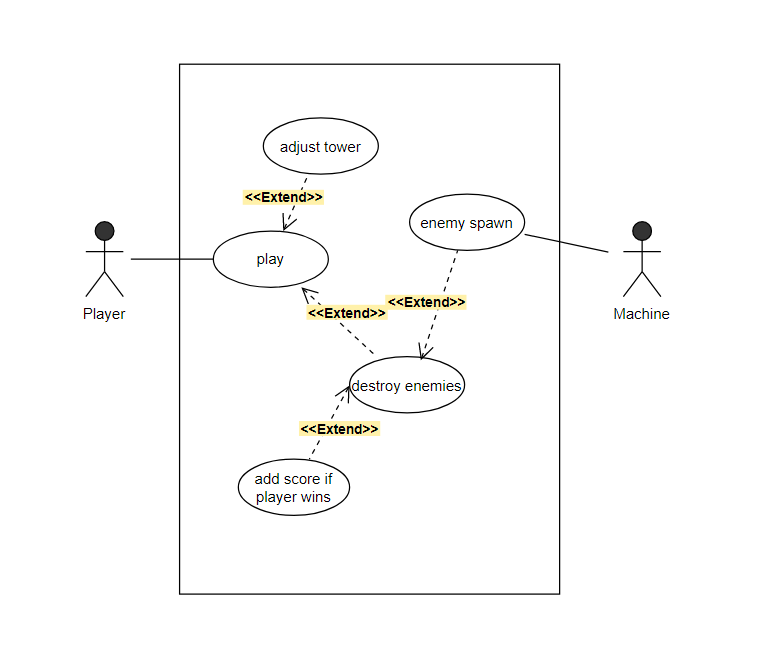 adjust tower
<<Extend>>
enemy spawn
play
Player
Machine
<<Extend>>
<<Extend>>
destroy enemies
<<Extend>>
add score if
player wins